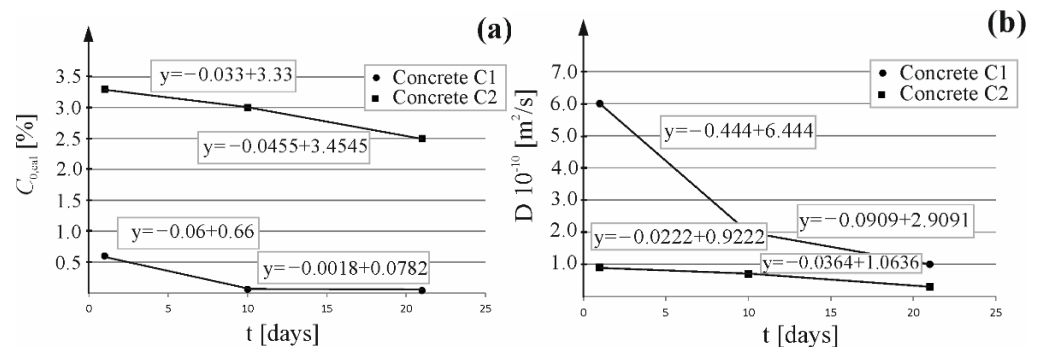 (a)
3.5
3.0
2.5
2.0
1.5
1.0
0.5
C0,cal [%]
y=−0.033+3.33
y=−0.0455+3.4545
y=−0.06+0.66
y=−0.0018+0.0782
Concrete C1
Concrete C2
0 5 10 15 20 25
t [days]
(b)
7.0
6.0
5.0
4.0
3.0
2.0
1.0
D 10⁻¹⁰ [m²/s]
Concrete C1
Concrete C2
y=−0.444+6.444
y=−0.0909+2.9091
y=−0.0222+0.9222
y=−0.0364+1.0636
0 5 10 15 20 25
t [days]